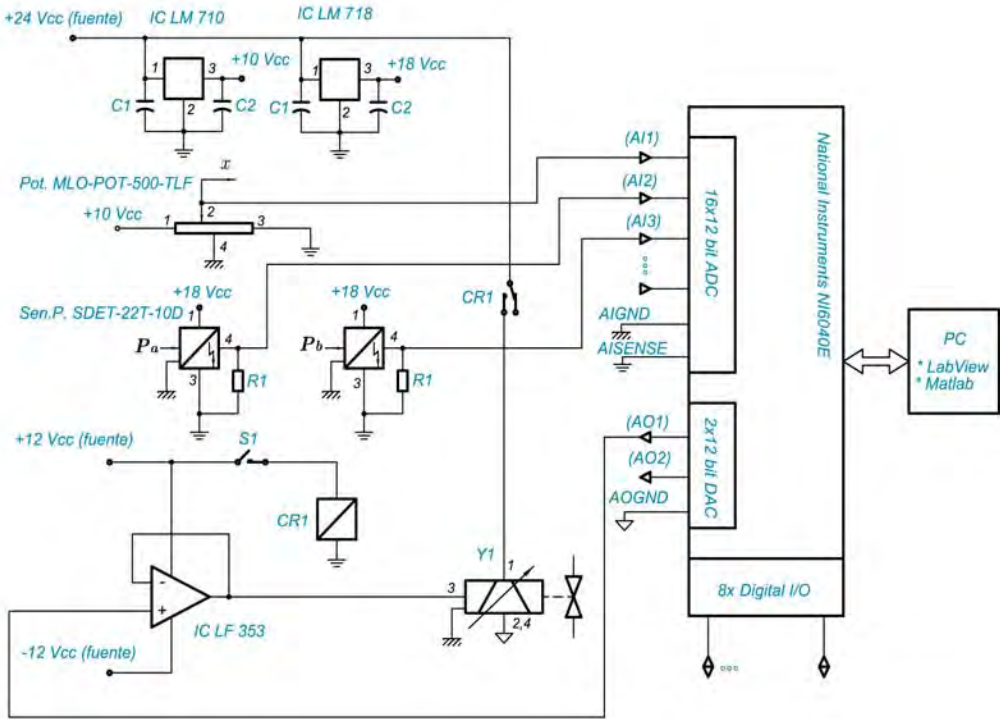 +24 Vcc (fuente)
IC LM 710
IC LM 718
1
3
+10 Vcc
2
C1
C2
1
3
+18 Vcc
2
C1
C2
x
Pot. MLO-POT-500-TLF
+10 Vcc
1
2
3
4
+18 Vcc
Sen.P. SDET-22T-10D
1
Pa
4
3
R1
+18 Vcc
1
Pb
4
3
R1
CR1
+12 Vcc (fuente)
S1
CR1
-
+
IC LF 353
-12 Vcc (fuente)
Y1
1
3
2,4
(AI1)
(AI2)
(AI3)
AIGND
AISENSE
16x12 bit ADC
(AO1)
(AO2)
AOGND
2x12 bit DAC
National Instruments NI6040E
8x Digital I/O
PC
* LabView
* Matlab